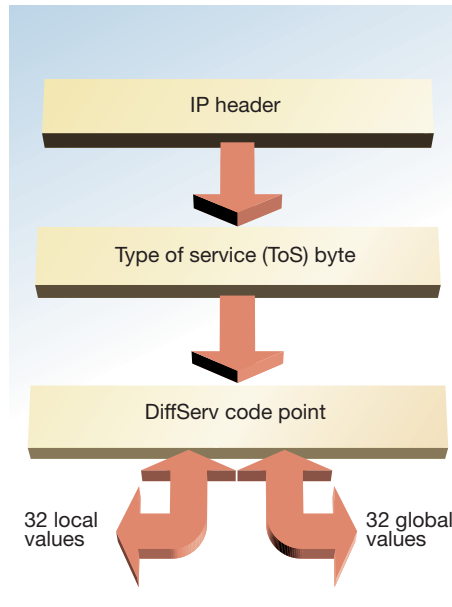 IP header
Type of service (ToS) byte
DiffServ code point
32 local
values
32 global
values